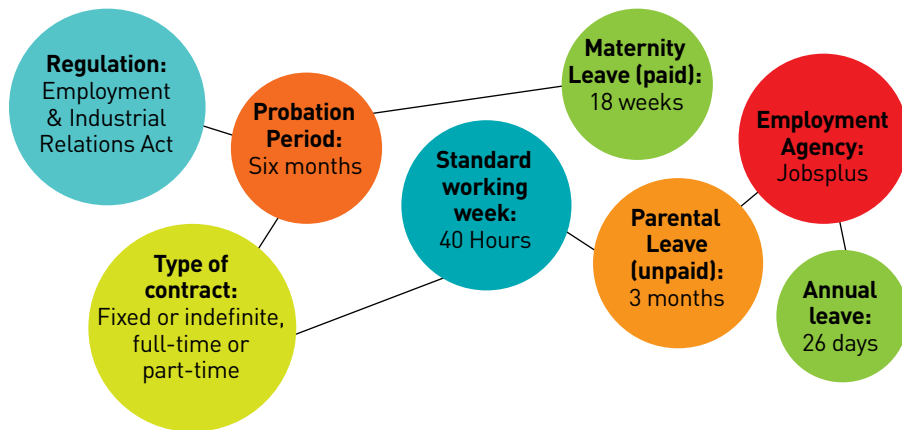 Regulation:
Employment
& Industrial
Relations Act
Probation
Period:
Six months
Maternity
Leave (paid):
18 weeks
Employment
Agency:
Jobsplus
Standard
working
week:
40 Hours
Parental
Leave
(unpaid):
3 months
Type of
contract:
Fixed or indefinite,
full-time or
part-time
Annual
leave:
26 days